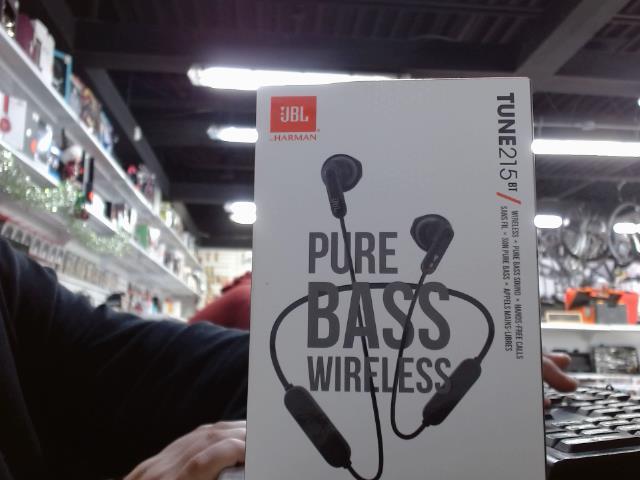 JBL
by HARMAN
TUNE215BT
WIRELESS • PURE BASS SOUND • HANDS-FREE CALLS
SANS FIL • SON PURE BASS • APPELS MAINS-LIBRES
PURE
BASS
WIRELESS